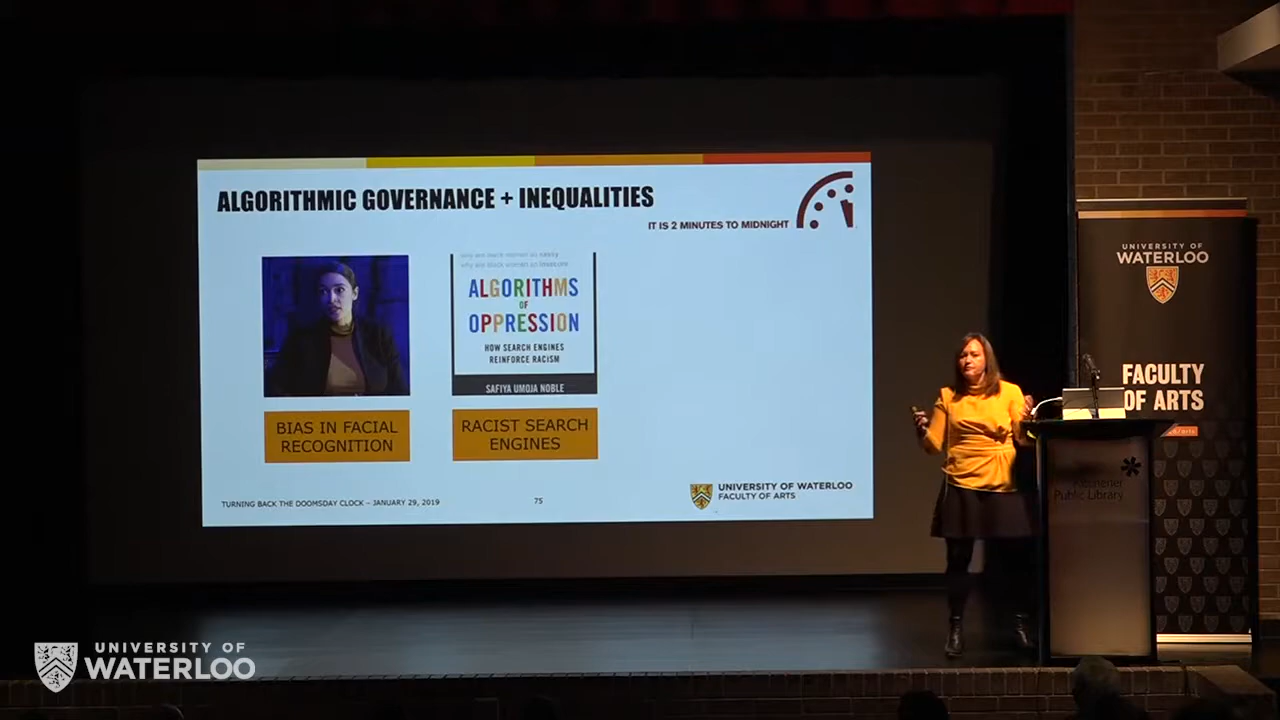 ALGORITHMIC GOVERNANCE + INEQUALITIES
IT IS 2 MINUTES TO MIDNIGHT
ALGORITHMS
OF
OPPRESSION
HOW SEARCH ENGINES
REINFORCE RACISM
SAFIYA UMOJA NOBLE
BIAS IN FACIAL
RECOGNITION
RACIST SEARCH
ENGINES
TURNING BACK THE DOOMSDAY CLOCK – JANUARY 29, 2019
75
UNIVERSITY OF WATERLOO
FACULTY OF ARTS
UNIVERSITY OF
WATERLOO
FACULTY
OF ARTS
Kitchener
Public Library
UNIVERSITY OF
WATERLOO